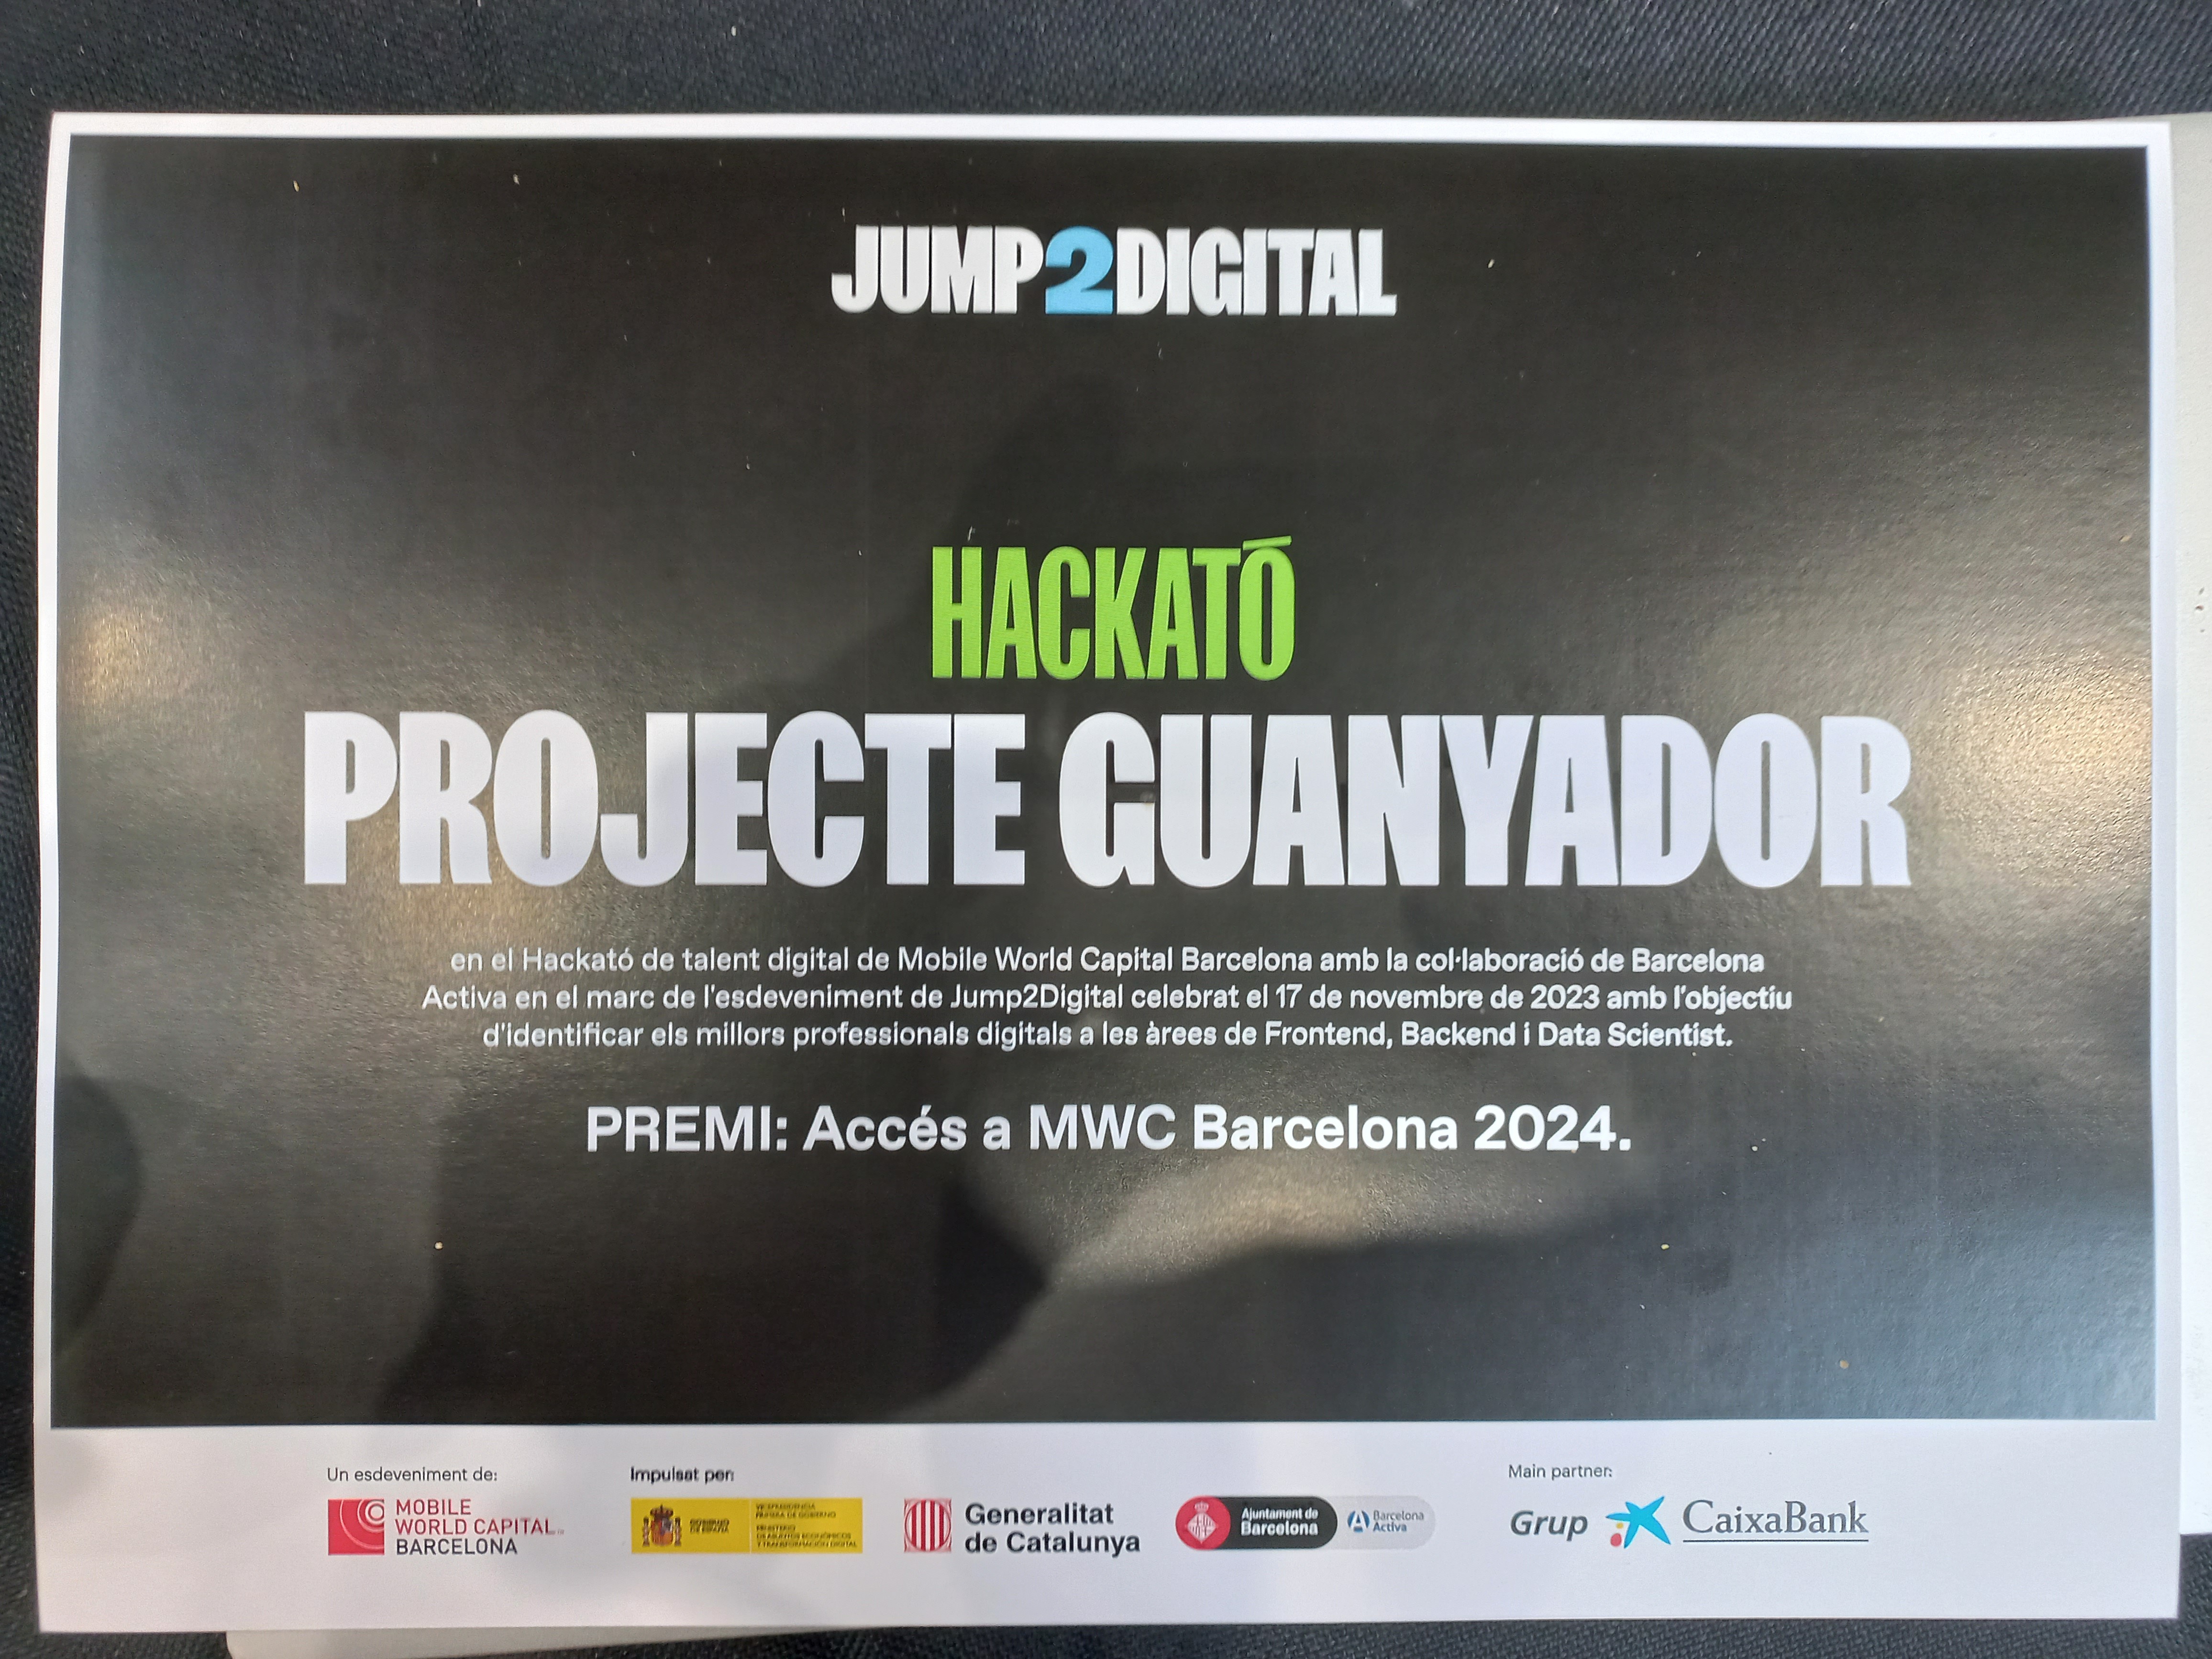 JUMP2DIGITAL
HACKATÓ
PROJECTE GUANYADOR
en el Hackató de talent digital de Mobile World Capital Barcelona amb la col·laboració de Barcelona
Activa en el marc de l'esdeveniment de Jump2Digital celebrat el 17 de novembre de 2023 amb l'objectiu
d'identificar els millors professionals digitals a les àrees de Frontend, Backend i Data Scientist.
PREMI: Accés a MWC Barcelona 2024.
Un esdeveniment de:
MOBILE
WORLD CAPITAL
BARCELONA
Impulsat per:
GOBIERNO
DE ESPAÑA
VICEPRESIDENCIA
PRIMERA DE GOBIERNO
MINISTERIO
DE ASUNTOS ECONÓMICOS
Y TRANSFORMACIÓN DIGITAL
Generalitat
de Catalunya
Ajuntament de
Barcelona
Barcelona
Activa
Main partner:
Grup CaixaBank